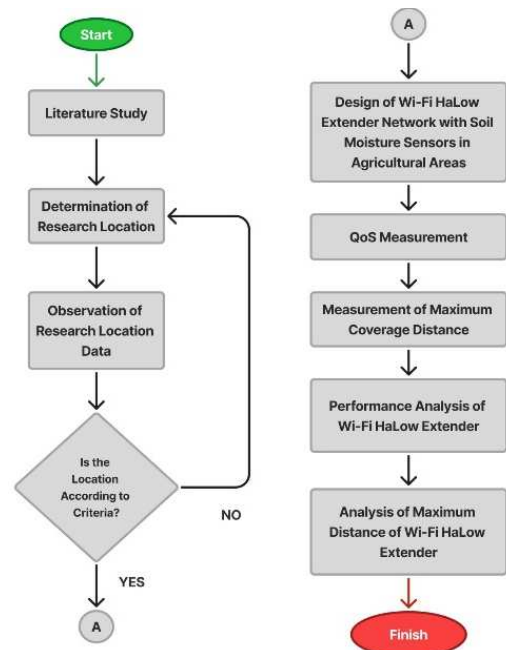 Start
Literature Study
Determination of
Research Location
Observation of
Research Location
Data
Is the
Location
According to
Criteria?
NO
YES
A
A
Design of Wi-Fi HaLow
Extender Network with Soil
Moisture Sensors in
Agricultural Areas
QoS Measurement
Measurement of Maximum
Coverage Distance
Performance Analysis of
Wi-Fi HaLow Extender
Analysis of Maximum
Distance of Wi-Fi HaLow
Extender
Finish